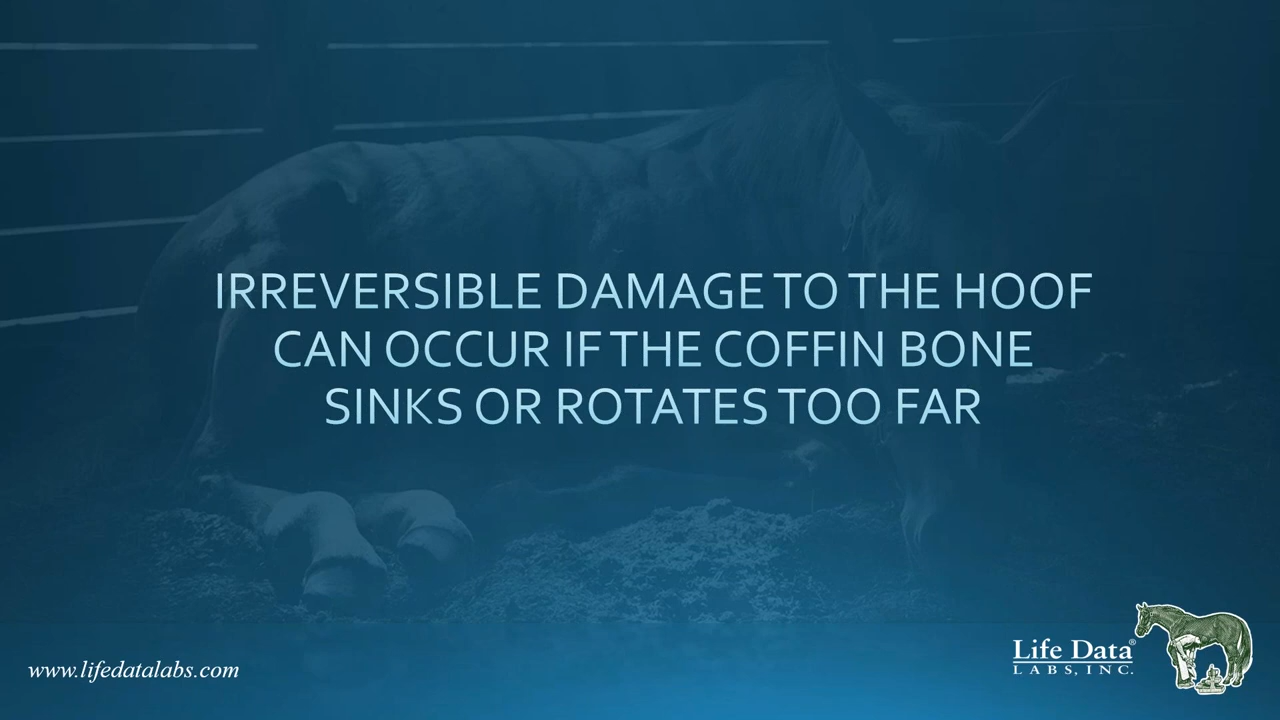 IRREVERSIBLE DAMAGE TO THE HOOF
CAN OCCUR IF THE COFFIN BONE
SINKS OR ROTATES TOO FAR
www.lifedatalabs.com
Life Data®
LABS, INC.